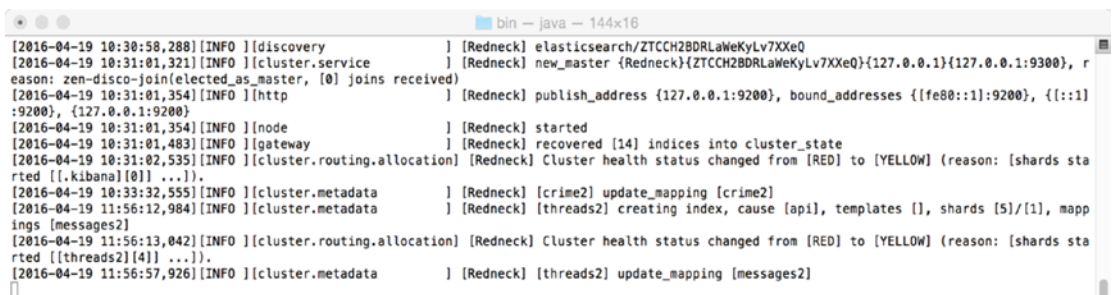 bin — java — 144×16
[2016-04-19 10:30:58,288][INFO ][discovery                ] [Redneck] elasticsearch/ZTCCH2BDRLaWeKyLv7XXeQ
[2016-04-19 10:31:01,321][INFO ][cluster.service          ] [Redneck] new_master {Redneck}{ZTCCH2BDRLaWeKyLv7XXeQ}{127.0.0.1}{127.0.0.1:9300}, r
eason: zen-disco-join(elected_as_master, [0] joins received)
[2016-04-19 10:31:01,354][INFO ][http                     ] [Redneck] publish_address {127.0.0.1:9200}, bound_addresses {[fe80::1]:9200}, {[::1]
:9200}, {127.0.0.1:9200}
[2016-04-19 10:31:01,354][INFO ][node                     ] [Redneck] started
[2016-04-19 10:31:01,483][INFO ][gateway                  ] [Redneck] recovered [14] indices into cluster_state
[2016-04-19 10:31:02,535][INFO ][cluster.routing.allocation] [Redneck] Cluster health status changed from [RED] to [YELLOW] (reason: [shards sta
rted [[.kibana][0]] ...]).
[2016-04-19 10:33:32,555][INFO ][cluster.metadata         ] [Redneck] [crime2] update_mapping [crime2]
[2016-04-19 11:56:12,984][INFO ][cluster.metadata         ] [Redneck] [threads2] creating index, cause [api], templates [], shards [5]/[1], mapp
ings [messages2]
[2016-04-19 11:56:13,042][INFO ][cluster.routing.allocation] [Redneck] Cluster health status changed from [RED] to [YELLOW] (reason: [shards sta
rted [[threads2][4]] ...]).
[2016-04-19 11:56:57,926][INFO ][cluster.metadata         ] [Redneck] [threads2] update_mapping [messages2]